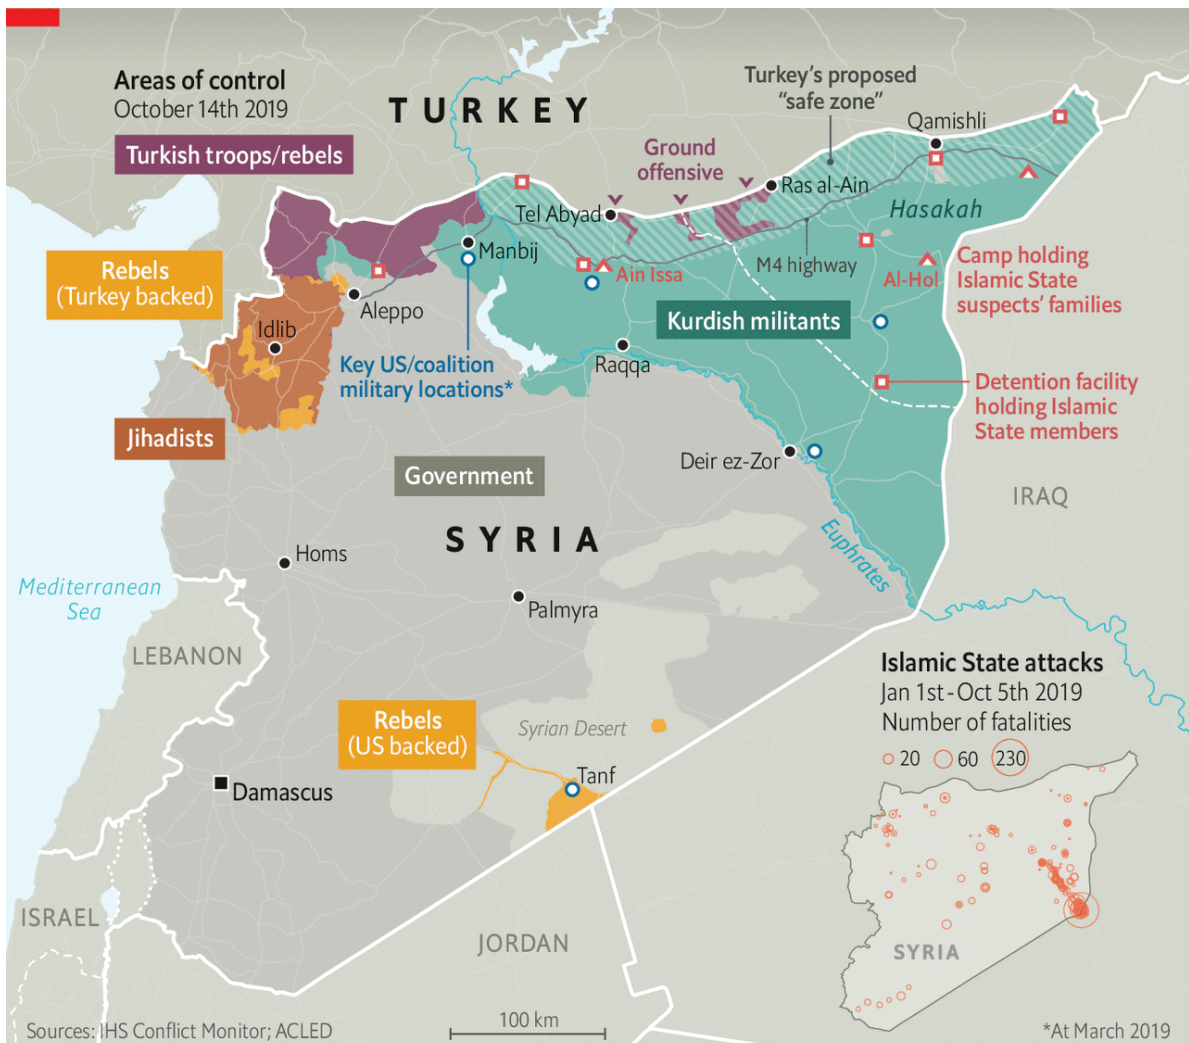 Areas of control
October 14th 2019
TURKEY
Turkey's proposed
"safe zone"
Qamishli
Turkish troops/rebels
Ground
offensive
Ras al-Ain
Tel Abyad
Hasakah
Manbij
Rebels
(Turkey backed)
Ain Issa
M4 highway
Al-Hol
Camp holding
Islamic State
suspects' families
Aleppo
Idlib
Kurdish militants
Key US/coalition
military locations*
Raqqa
Detention facility
holding Islamic
State members
Jihadists
Deir ez-Zor
Government
IRAQ
SYRIA
Euphrates
Homs
Mediterranean
Sea
Palmyra
LEBANON
Islamic State attacks
Jan 1st-Oct 5th 2019
Number of fatalities
20 60 230
Rebels
(US backed)
Syrian Desert
Tanf
Damascus
ISRAEL
JORDAN
SYRIA
100 km
Sources: IHS Conflict Monitor; ACLED
*At March 2019